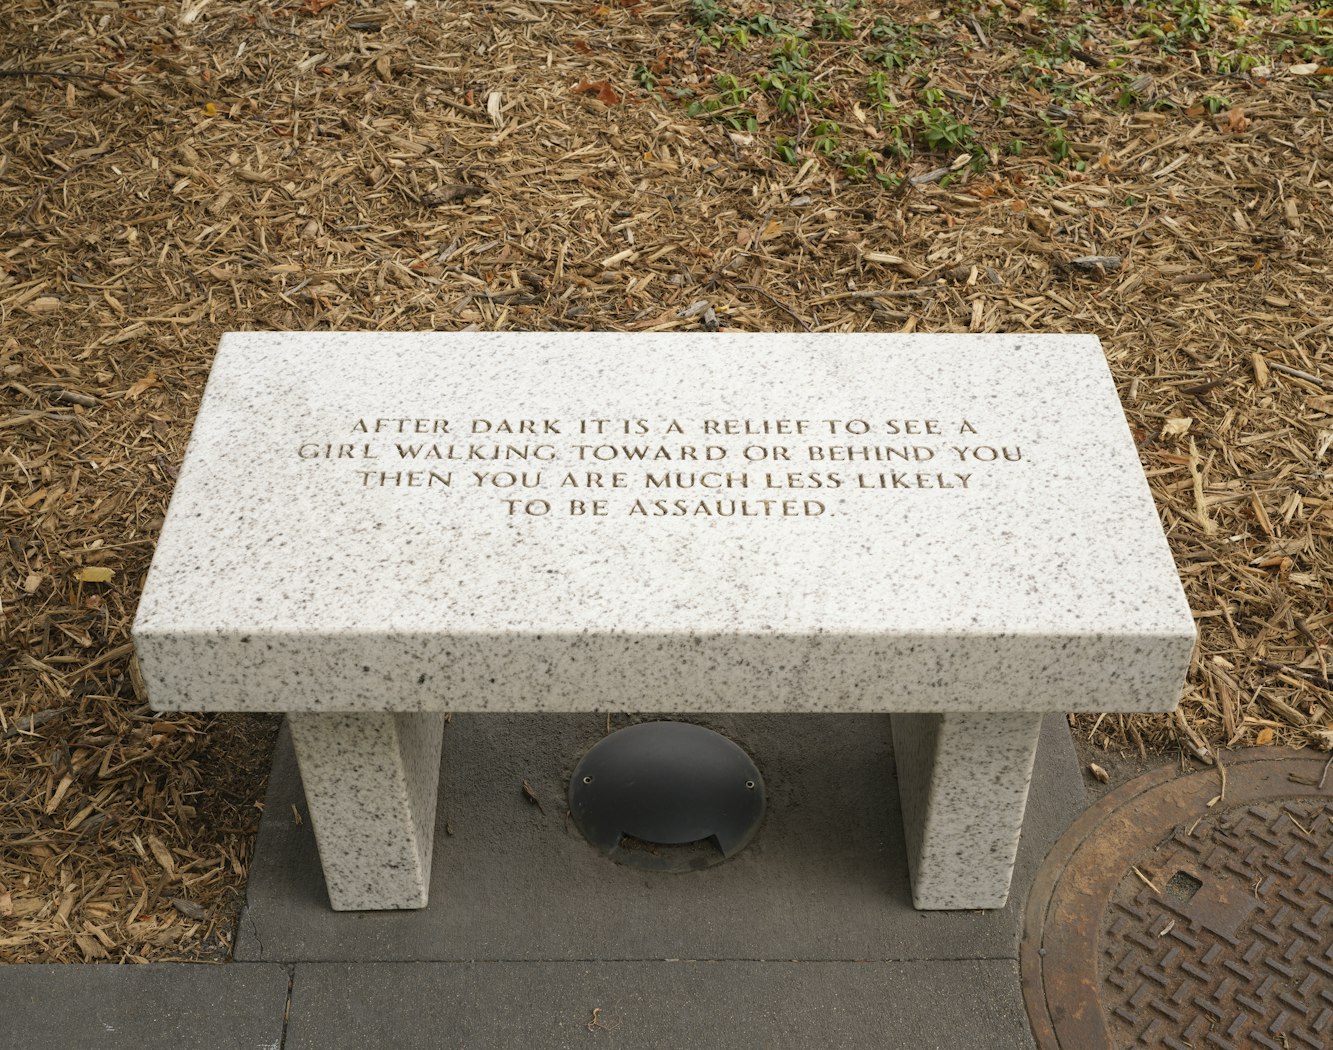 AFTER DARK IT IS A RELIEF TO SEE A
GIRL WALKING TOWARD OR BEHIND YOU.
THEN YOU ARE MUCH LESS LIKELY
TO BE ASSAULTED.